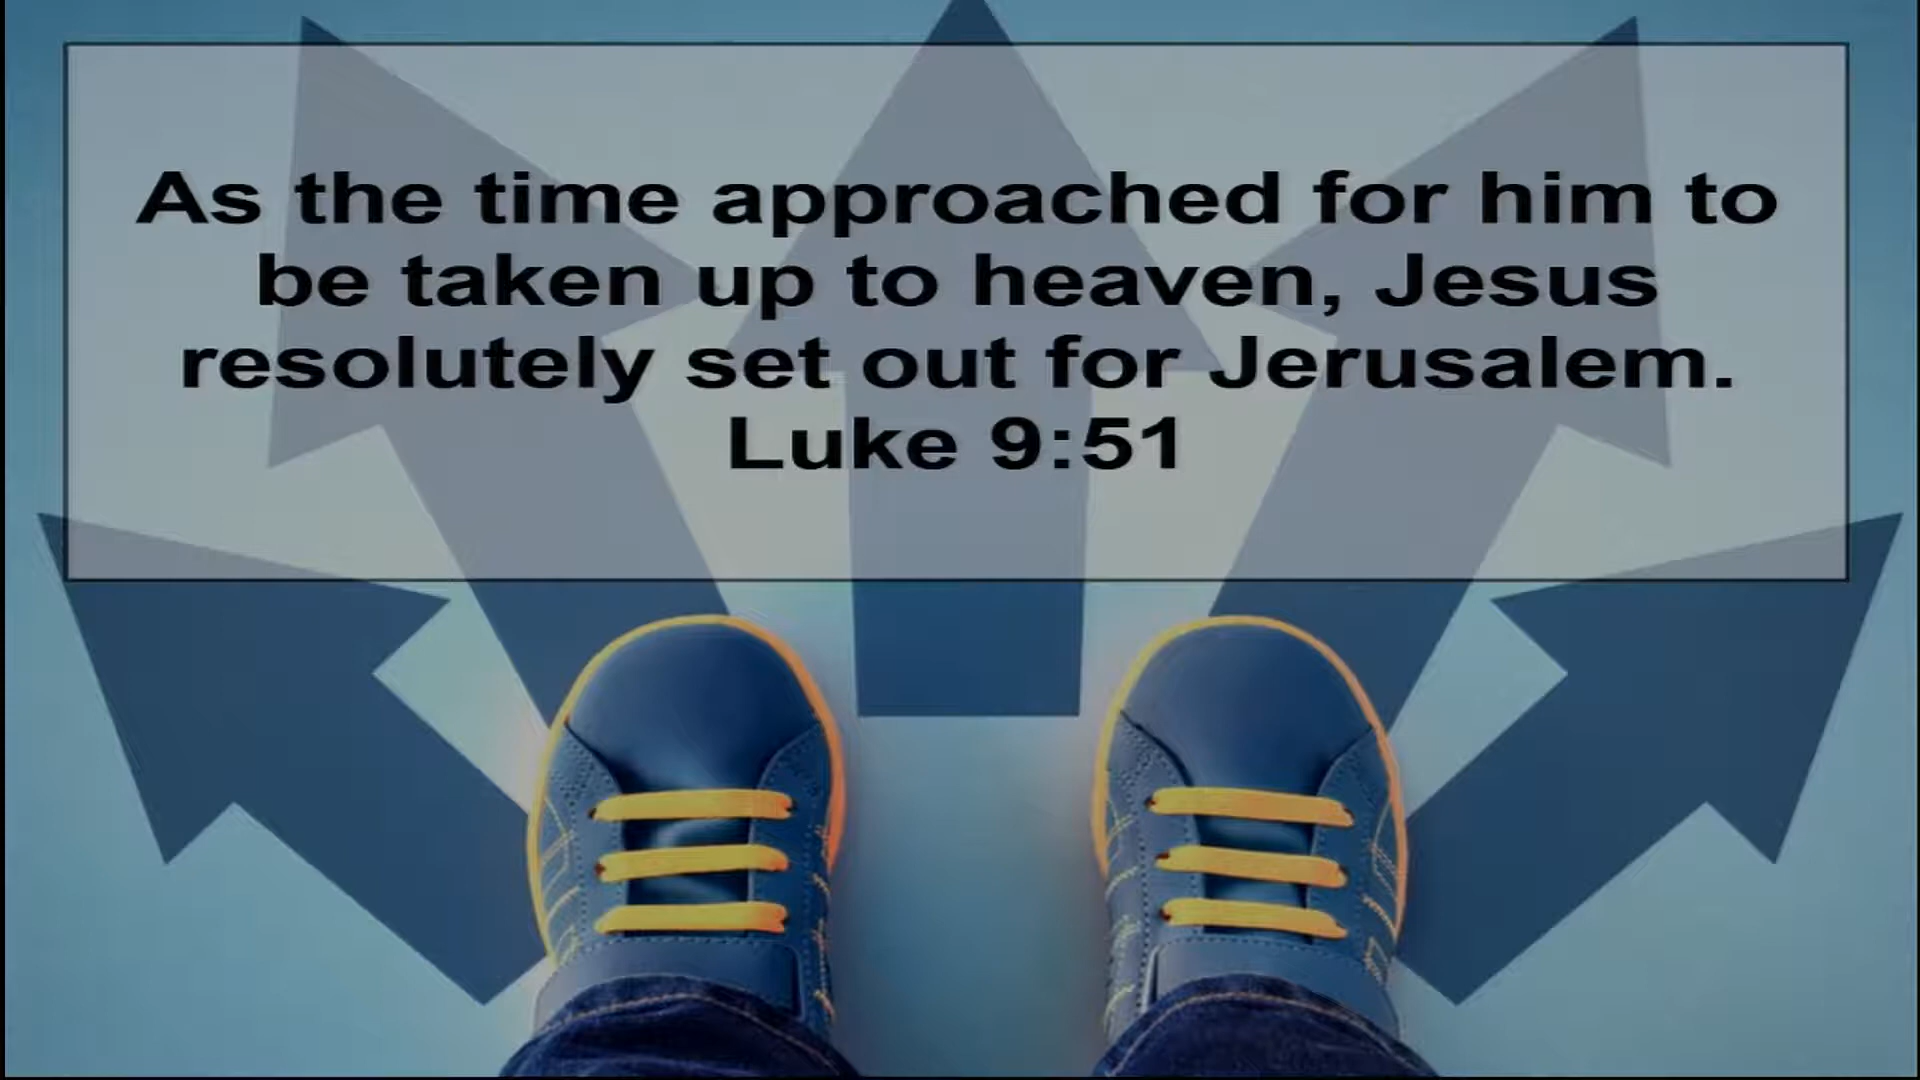 As the time approached for him to
be taken up to heaven, Jesus
resolutely set out for Jerusalem.
Luke 9:51